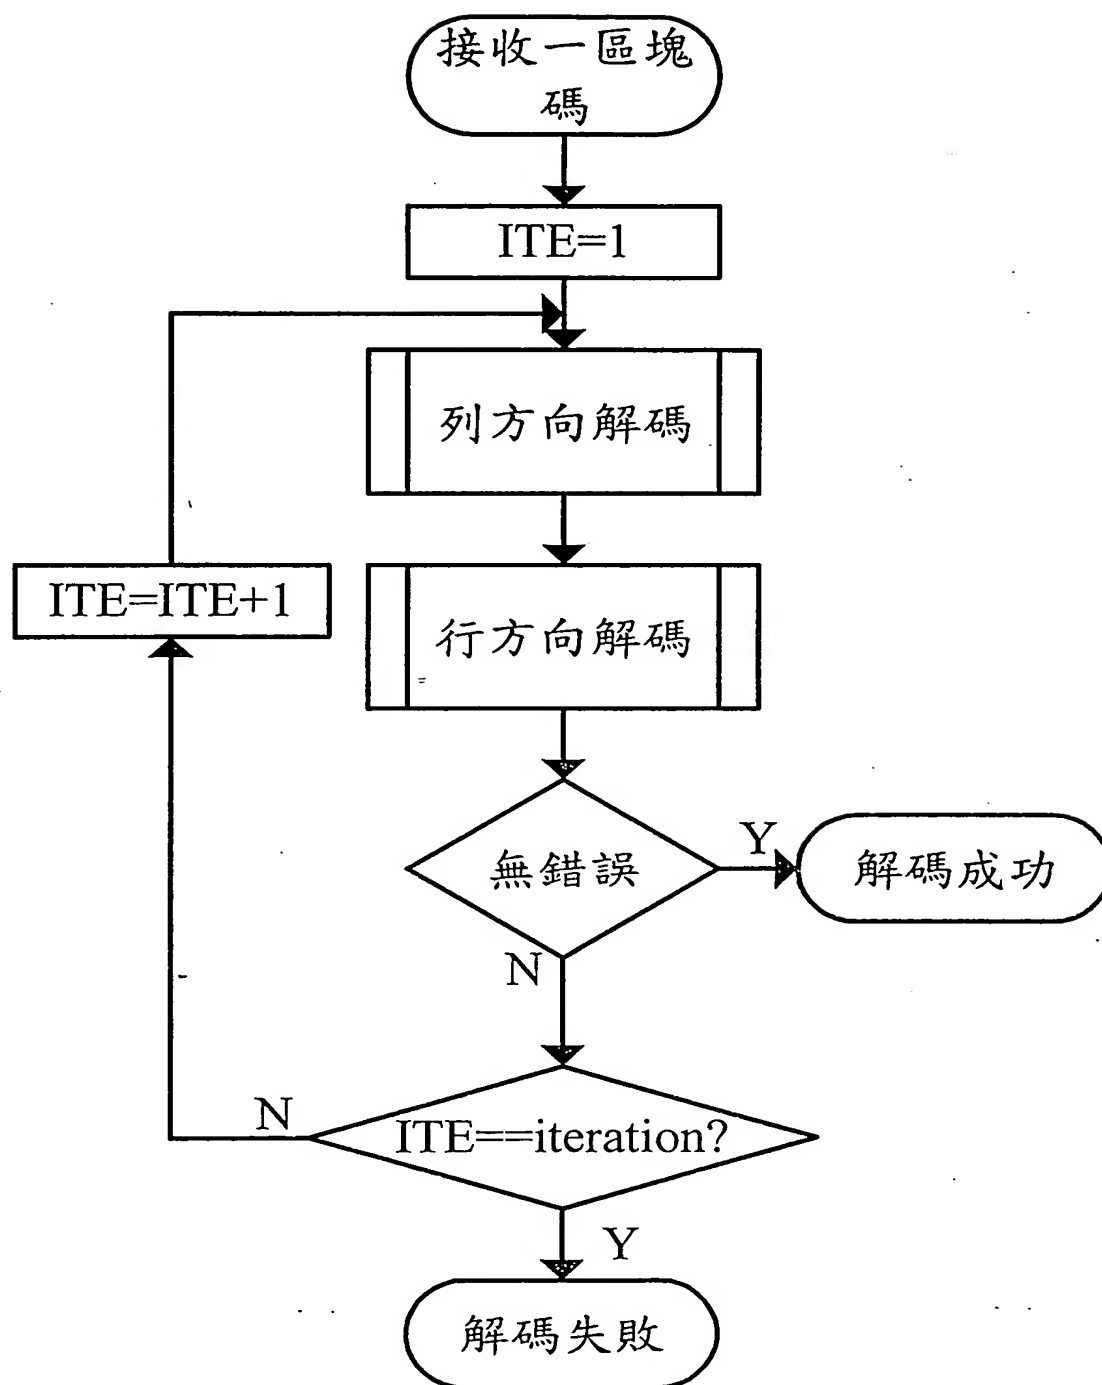 接收一區塊
碼
ITE=1
列方向解碼
ITE=ITE+1
行方向解碼
無錯誤
Y
解碼成功
N
N
ITE==iteration?
Y
解碼失敗